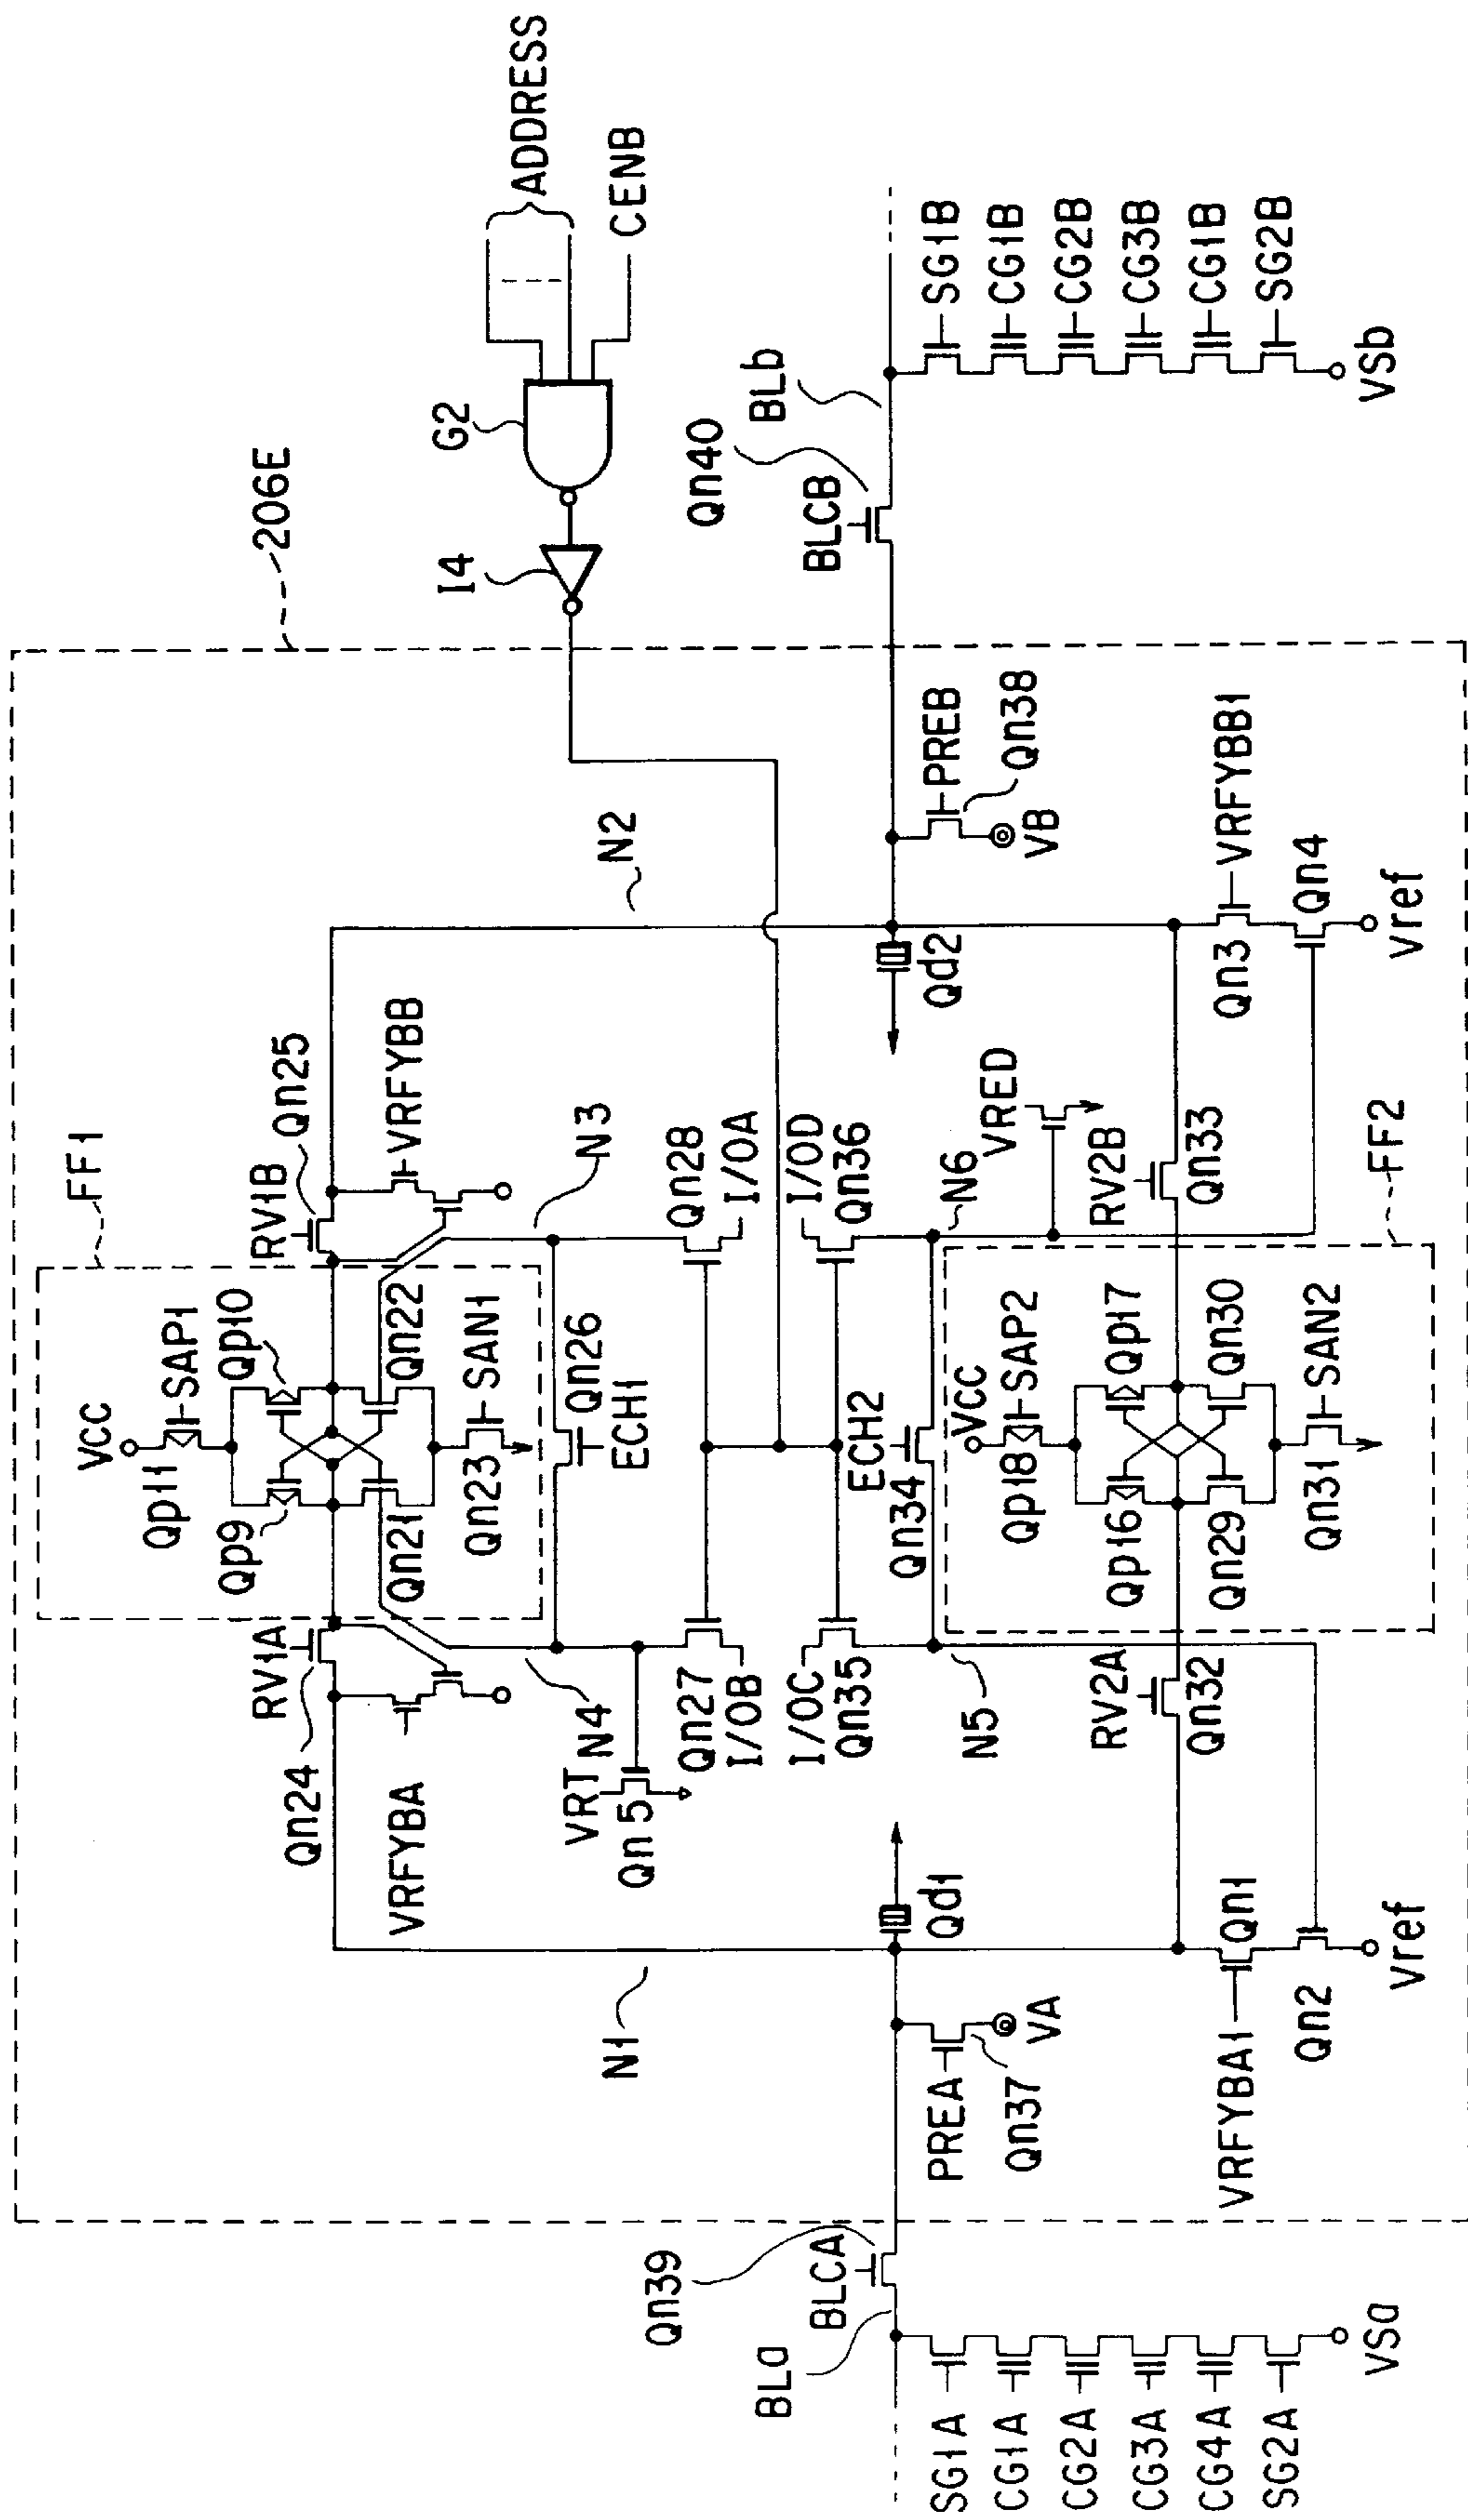 206E
FF1
VCC
Qp11
SAP1
Qp9
Qp10
RV1A
RV1B
Qn25
Qn24
Qn21
Qn22
VRFYBA
VRFYBB
Qn23
SAN1
VRT
N4
Qn26
N3
Qn5
ECH1
N1
N2
Qn27
Qn28
I/OB
I/OA
I/OC
I/OD
Qn35
Qn36
ECH2
Qn34
N5
N6
VCC
VRED
Qd1
Qd2
Qp18
SAP2
RV2A
RV2B
Qp16
Qp17
Qn32
Qn29
Qn30
Qn33
Qn31
SAN2
FF2
I4
G2
ADDRESS
CENB
Qn39
BLCA
BLa
PREA
VA
Qn37
VRFYBA1
Qn1
Qn2
Vref
SG1A
CG1A
CG2A
CG3A
CG4A
SG2A
VSa
Qn40
BLCB
BLb
PREB
Qn38
VB
VRFYBB1
Qn3
Qn4
Vref
SG1B
CG1B
CG2B
CG3B
CG1B
SG2B
VSb